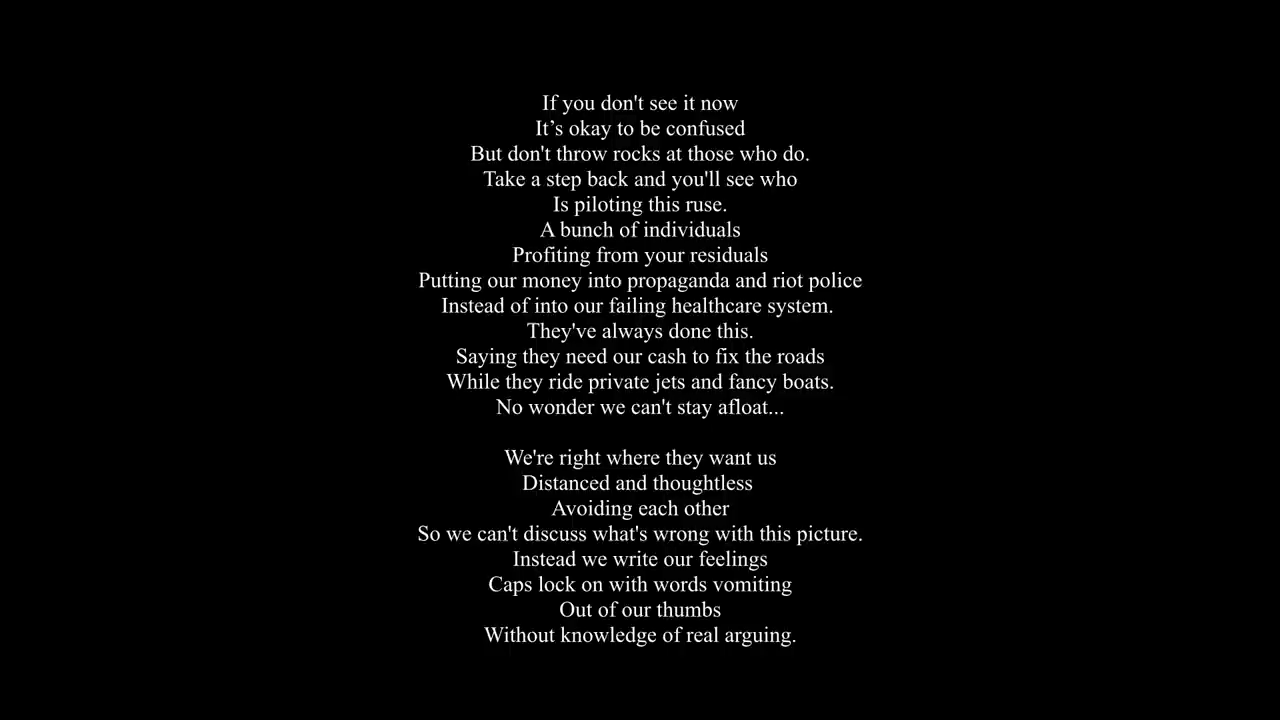 If you don't see it now
It’s okay to be confused
But don't throw rocks at those who do.
Take a step back and you'll see who
Is piloting this ruse.
A bunch of individuals
Profiting from your residuals
Putting our money into propaganda and riot police
Instead of into our failing healthcare system.
They've always done this.
Saying they need our cash to fix the roads
While they ride private jets and fancy boats.
No wonder we can't stay afloat...
We're right where they want us
Distanced and thoughtless
Avoiding each other
So we can't discuss what's wrong with this picture.
Instead we write our feelings
Caps lock on with words vomiting
Out of our thumbs
Without knowledge of real arguing.